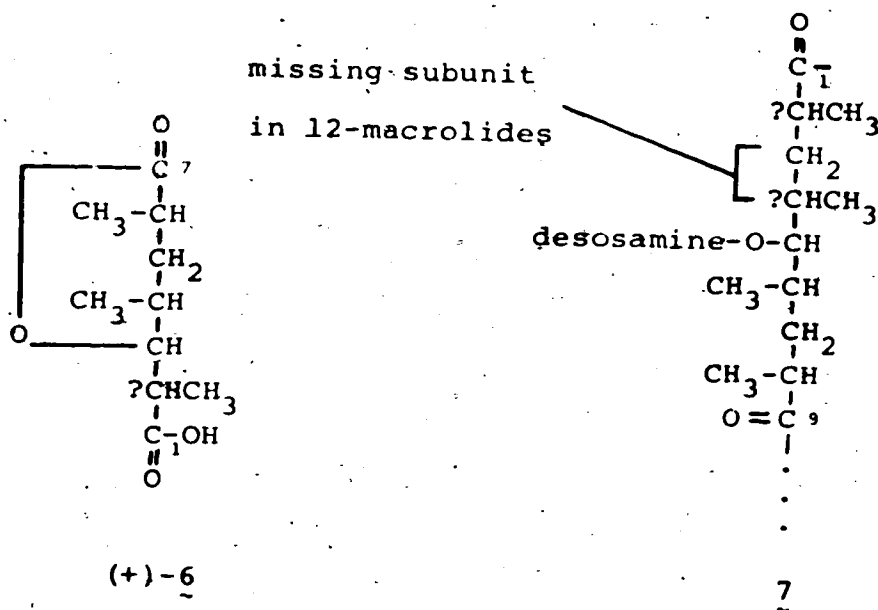 missing subunit
in 12-macrolides
O
C 7
CH3-CH
CH2
CH3-CH
O
CH
?CHCH3
C-OH
1
O
(+)-6
O
C 1
?CHCH3
CH2
?CHCH3
desosamine-O-CH
CH3-CH
CH2
CH3-CH
O=C 9
7